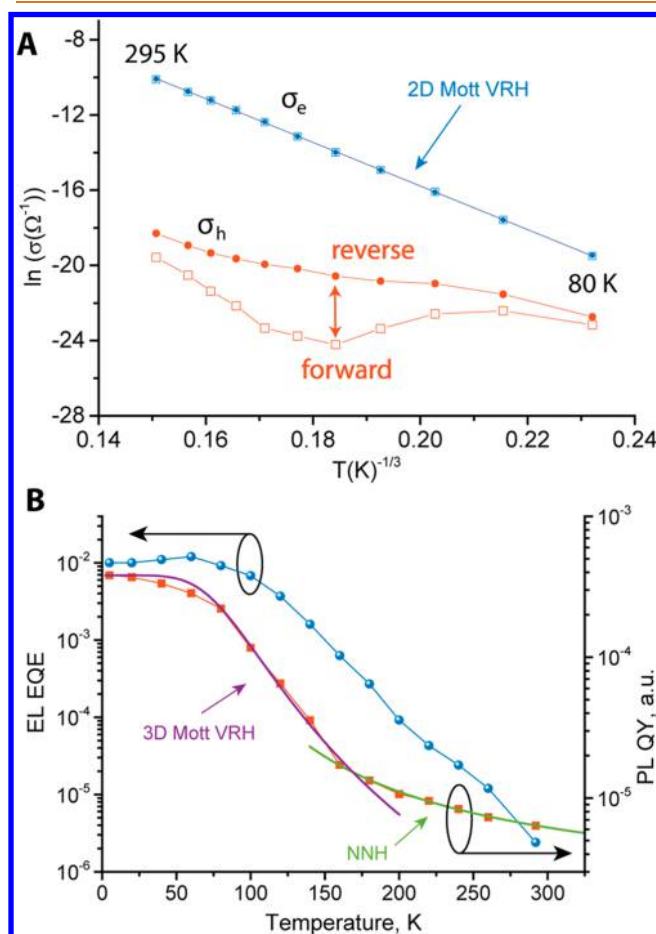 A
-8
-12
-16
-20
-24
-28
ln (σ(Ω⁻¹))
295 K
σₑ
2D Mott VRH
σₕ
reverse
80 K
forward
0.14 0.16 0.18 0.20 0.22 0.24
T(K)⁻¹/³
B
10⁻²
10⁻³
10⁻⁴
10⁻⁵
10⁻⁶
EL EQE
10⁻³
10⁻⁴
10⁻⁵
PL QY, a.u.
3D Mott VRH
NNH
0 50 100 150 200 250 300
Temperature, K